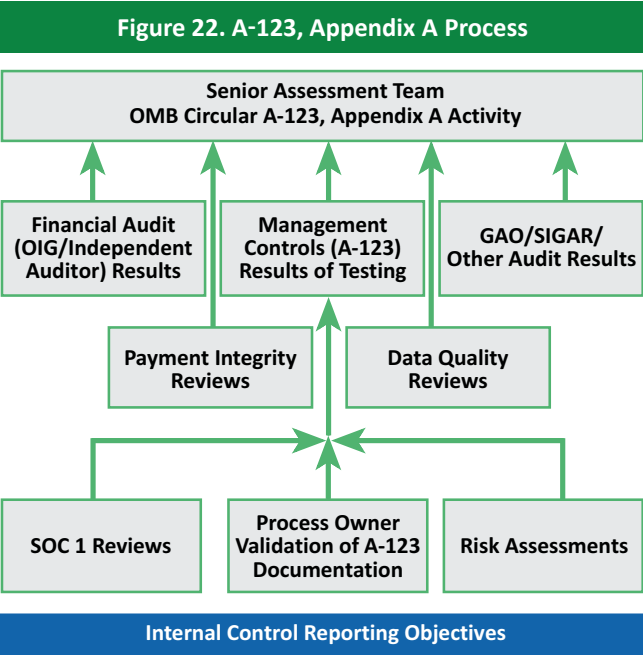 Figure 22. A-123, Appendix A Process
Senior Assessment Team
OMB Circular A-123, Appendix A Activity
Financial Audit
(OIG/Independent
Auditor) Results
Management
Controls (A-123)
Results of Testing
GAO/SIGAR/
Other Audit Results
Payment Integrity
Reviews
Data Quality
Reviews
SOC 1 Reviews
Process Owner
Validation of A-123
Documentation
Risk Assessments
Internal Control Reporting Objectives